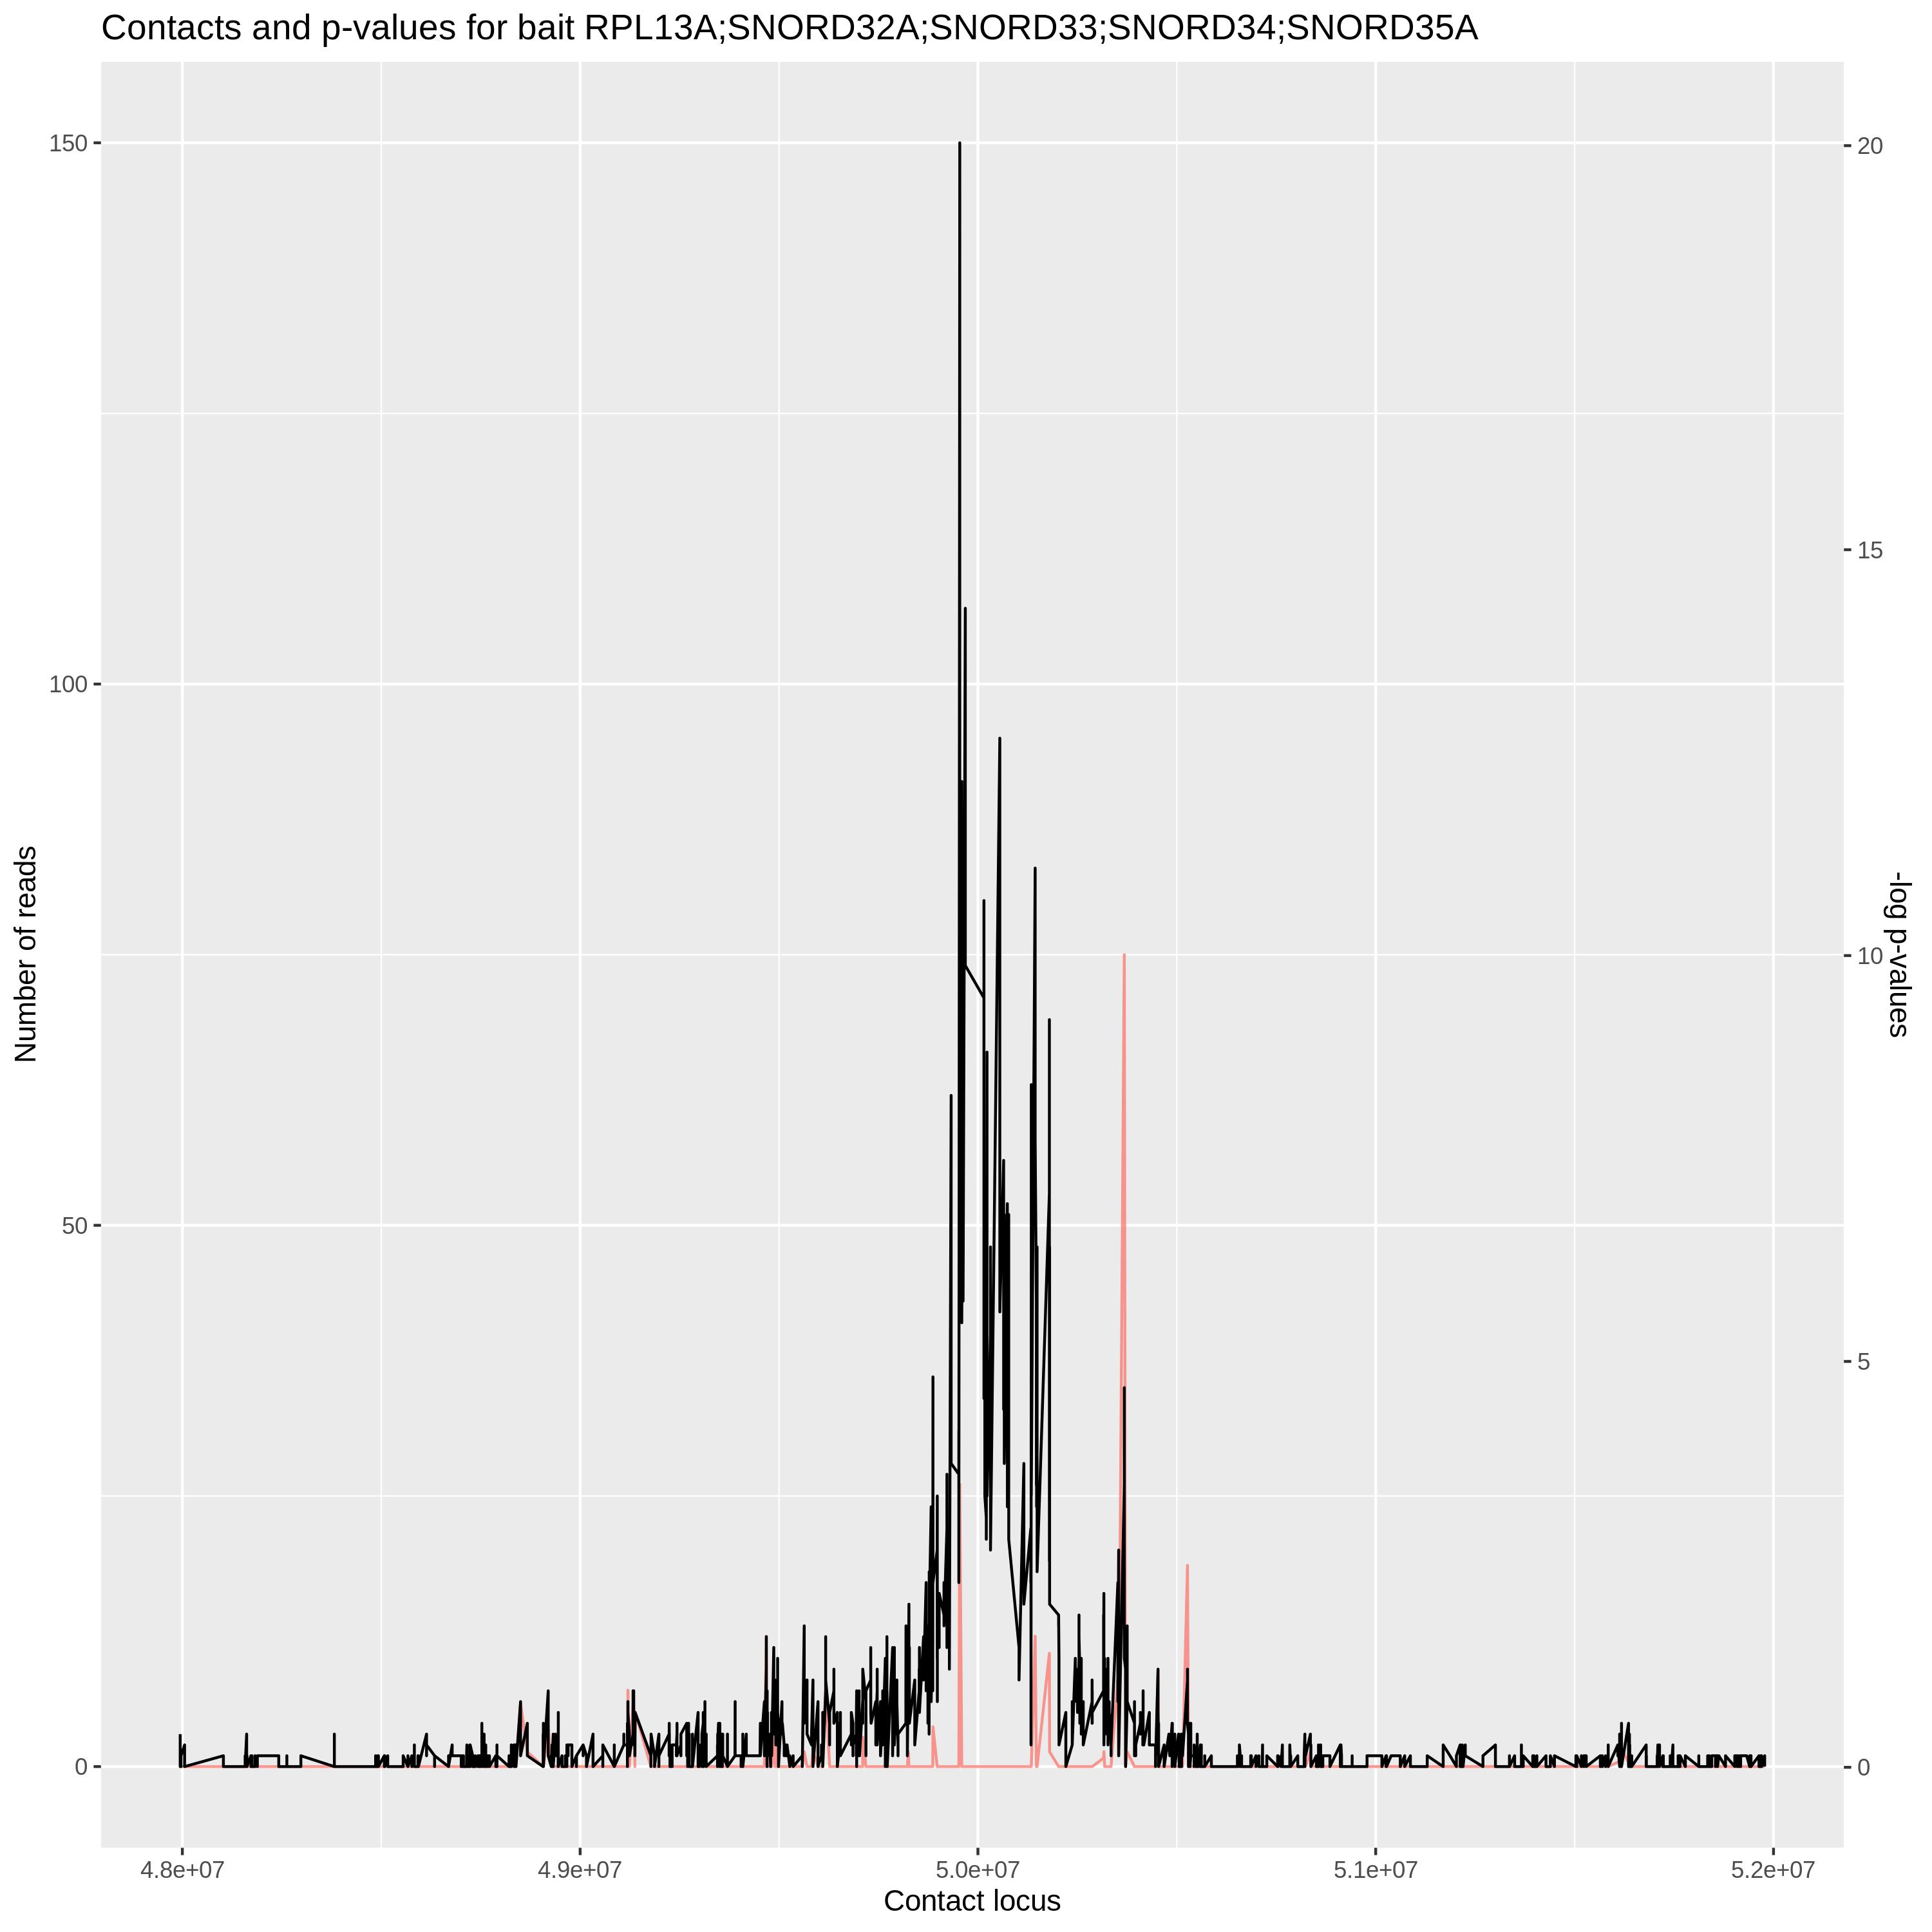 Contacts and p-values for bait RPL13A;SNORD32A;SNORD33;SNORD34;SNORD35A
150
100
50
0
Number of reads
20
15
10
5
0
-log p-values
4.8e+07
4.9e+07
5.0e+07
5.1e+07
5.2e+07
Contact locus